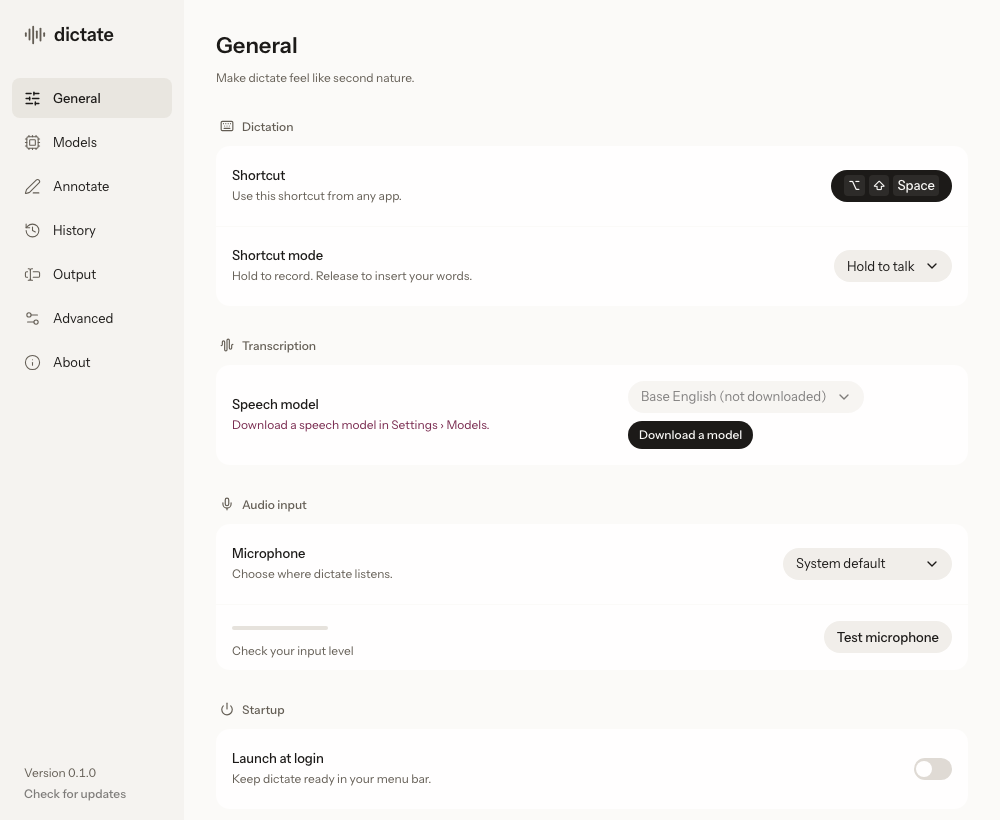 dictate
General
Models
Annotate
History
Output
Advanced
About
Version 0.1.0
Check for updates
General
Make dictate feel like second nature.
Dictation
Shortcut
Use this shortcut from any app.
⌥ ⇧ Space
Shortcut mode
Hold to record. Release to insert your words.
Hold to talk
Transcription
Speech model
Download a speech model in Settings › Models.
Base English (not downloaded)
Download a model
Audio input
Microphone
Choose where dictate listens.
System default
Check your input level
Test microphone
Startup
Launch at login
Keep dictate ready in your menu bar.